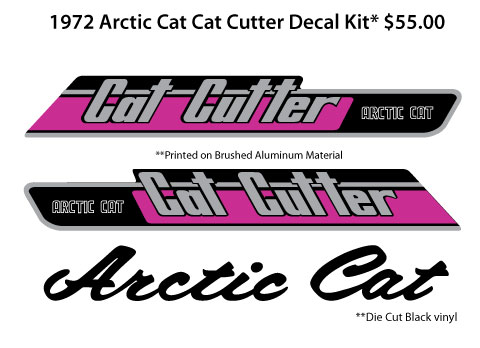 1972 Arctic Cat Cat Cutter Decal Kit* $55.00
Cat Cutter ARCTIC CAT
**Printed on Brushed Aluminum Material
ARCTIC CAT Cat Cutter
Arctic Cat
**Die Cut Black vinyl